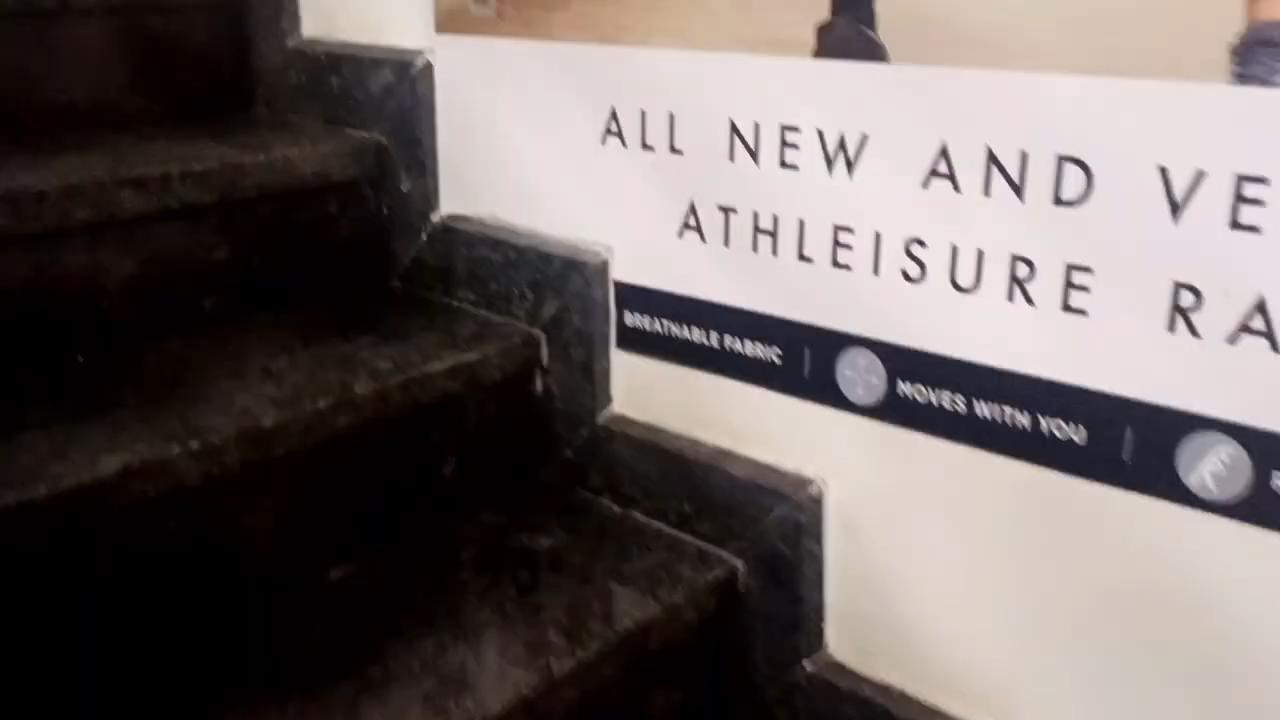 ALL NEW AND VE
ATHLEISURE RA
BREATHABLE FABRIC | MOVES WITH YOU |